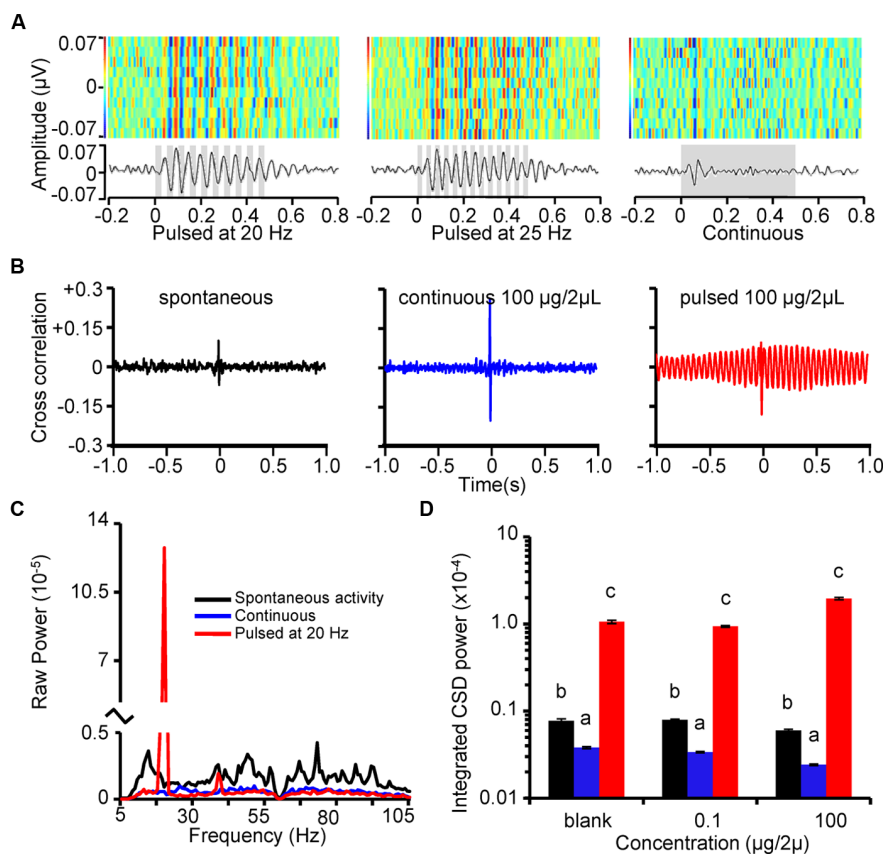 A
Amplitude (µV)
0.07
0
-0.07
0.07
0
-0.07
-0.2 0 0.2 0.4 0.6 0.8
Pulsed at 20 Hz
-0.2 0 0.2 0.4 0.6 0.8
Pulsed at 25 Hz
-0.2 0 0.2 0.4 0.6 0.8
Continuous
B
Cross correlation
+0.3
+0.15
0
-0.15
-0.3
spontaneous
continuous 100 µg/2µL
pulsed 100 µg/2µL
-1.0 -0.5 0 0.5 1.0
-1.0 -0.5 0 0.5 1.0
-1.0 -0.5 0 0.5 1.0
Time(s)
C
Raw Power (10-5)
14
10.5
7
0.5
0
Spontaneous activity
Continuous
Pulsed at 20 Hz
5 30 55 80 105
Frequency (Hz)
D
Integrated CSD power (x10-4)
10
1.0
0.1
0.01
b a c
b a c
b a c
blank 0.1 100
Concentration (µg/2µ)